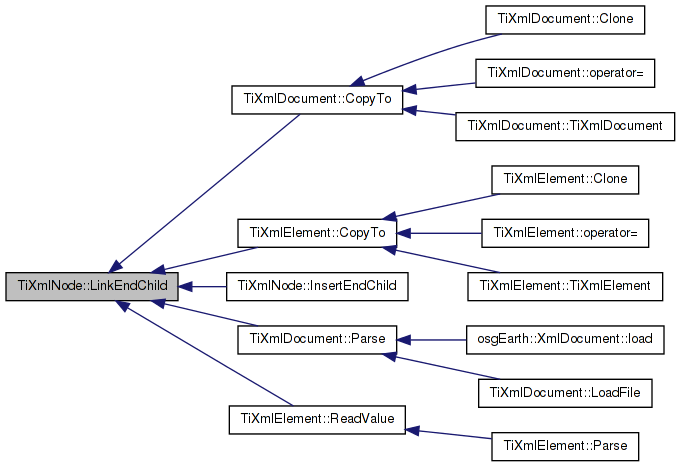 TiXmlDocument::Clone
TiXmlDocument::operator=
TiXmlDocument::CopyTo
TiXmlDocument::TiXmlDocument
TiXmlElement::Clone
TiXmlElement::CopyTo
TiXmlElement::operator=
TiXmlNode::LinkEndChild
TiXmlNode::InsertEndChild
TiXmlElement::TiXmlElement
TiXmlDocument::Parse
osgEarth::XmlDocument::load
TiXmlDocument::LoadFile
TiXmlElement::ReadValue
TiXmlElement::Parse